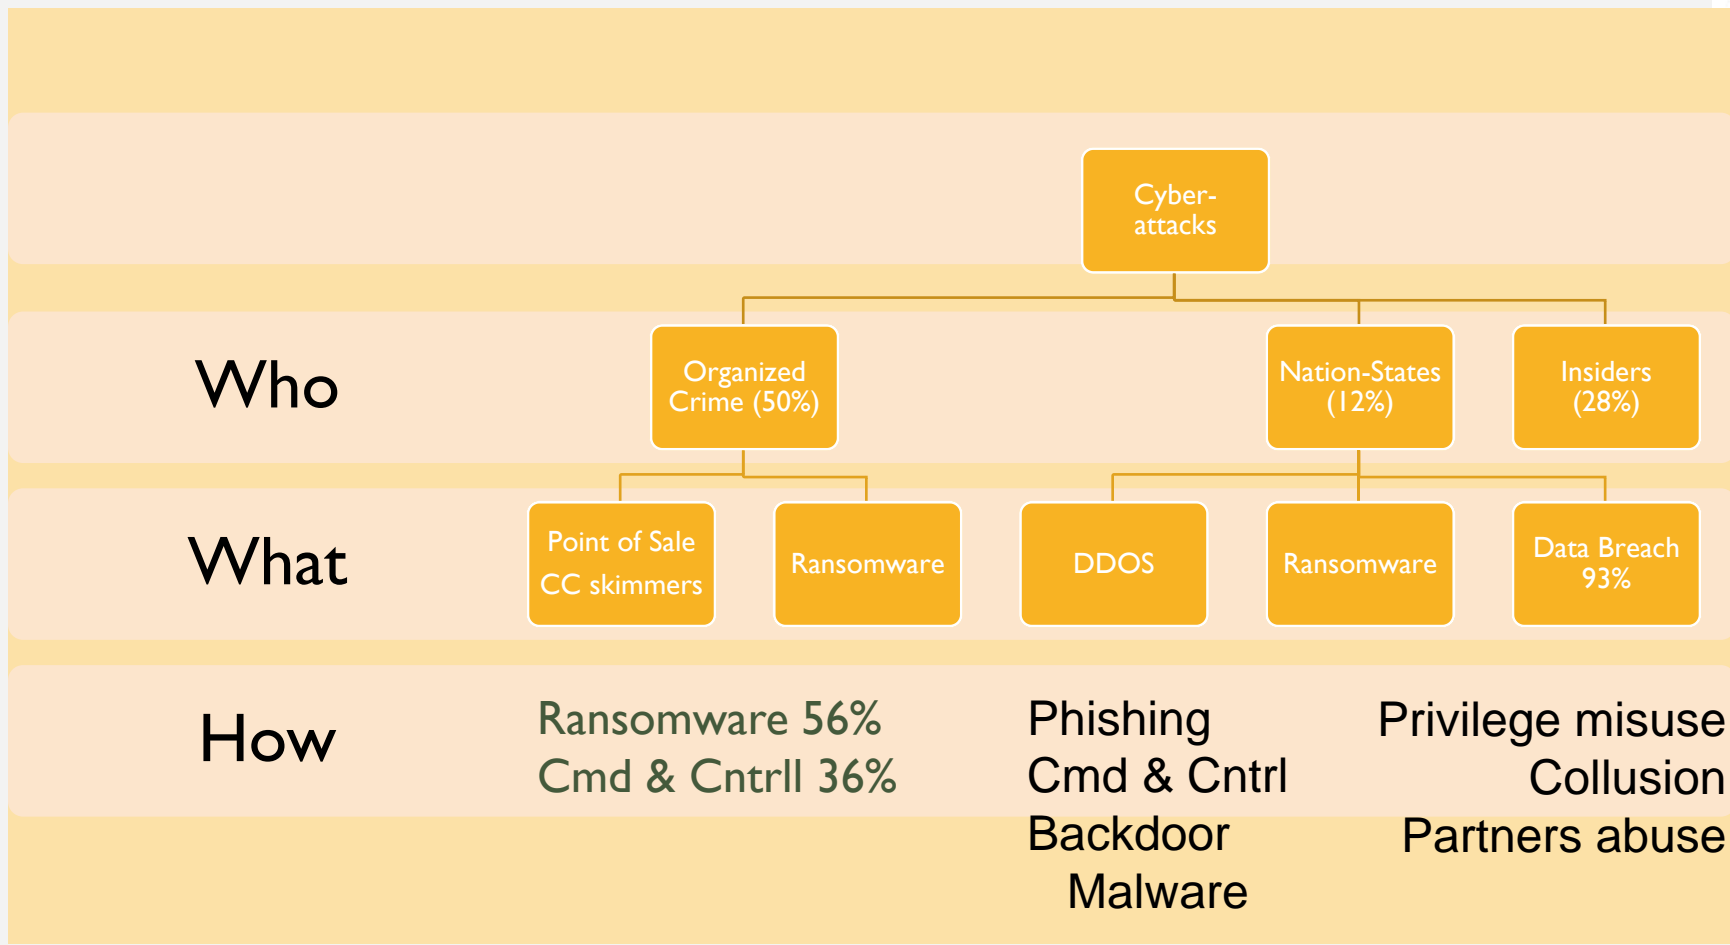 Cyber-
attacks
Who
Organized
Crime (50%)
Nation-States
(12%)
Insiders
(28%)
What
Point of Sale
CC skimmers
Ransomware
DDOS
Ransomware
Data Breach
93%
How
Ransomware 56%
Cmd & Cntrll 36%
Phishing
Cmd & Cntrl
Backdoor
Malware
Privilege misuse
Collusion
Partners abuse